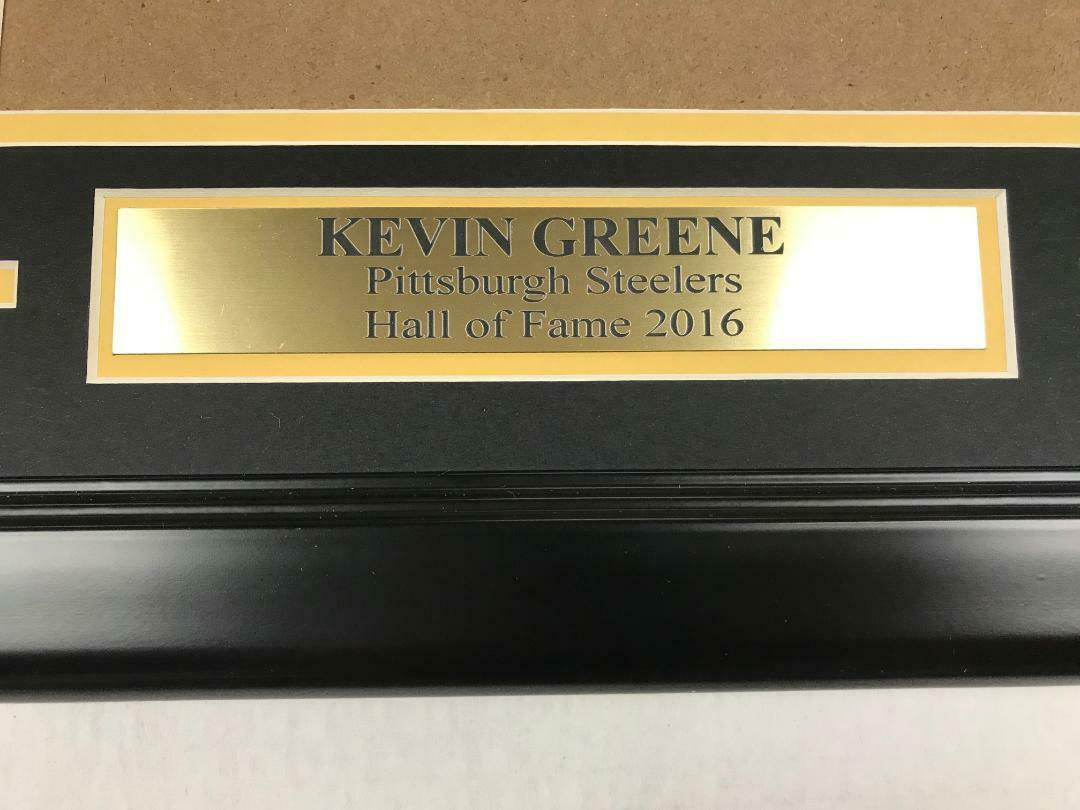 KEVIN GREENE
Pittsburgh Steelers
Hall of Fame 2016